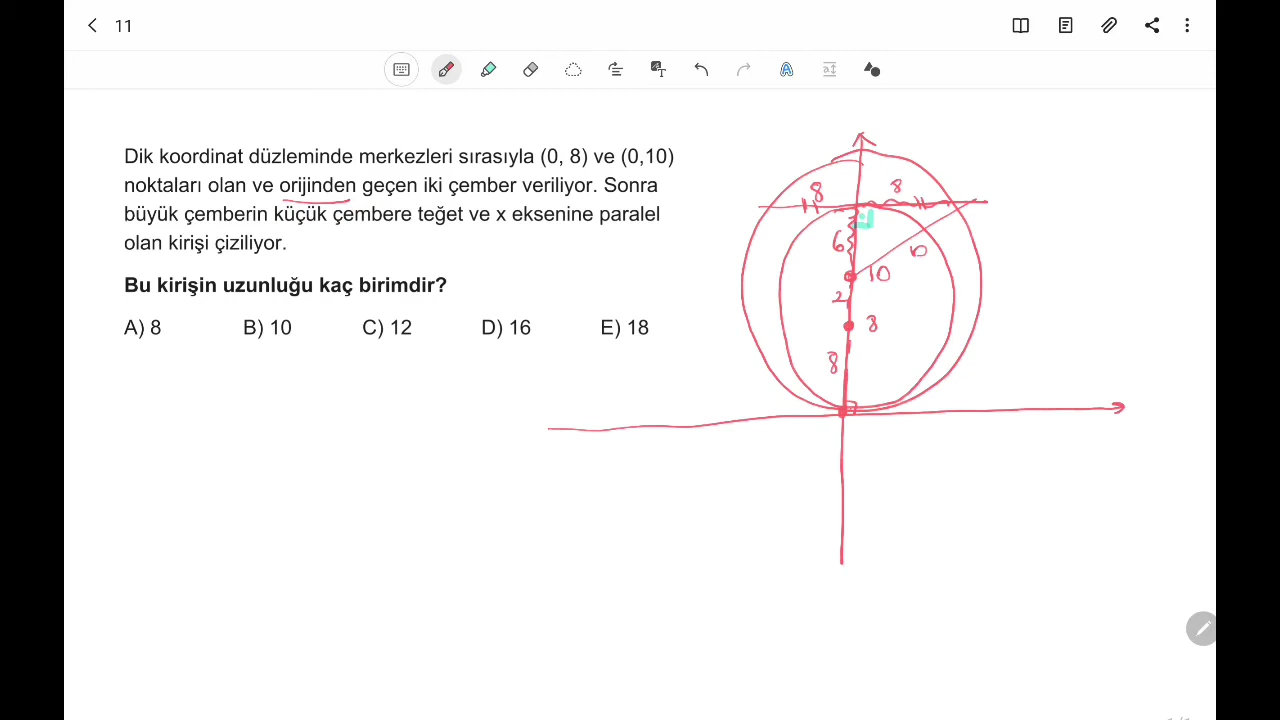 11
Dik koordinat düzleminde merkezleri sırasıyla (0, 8) ve (0,10)
noktaları olan ve orijinden geçen iki çember veriliyor. Sonra
büyük çemberin küçük çembere teğet ve x eksenine paralel
olan kirişi çiziliyor.
Bu kirişin uzunluğu kaç birimdir?
A) 8 B) 10 C) 12 D) 16 E) 18
8 8
6
10
10
2
8
8